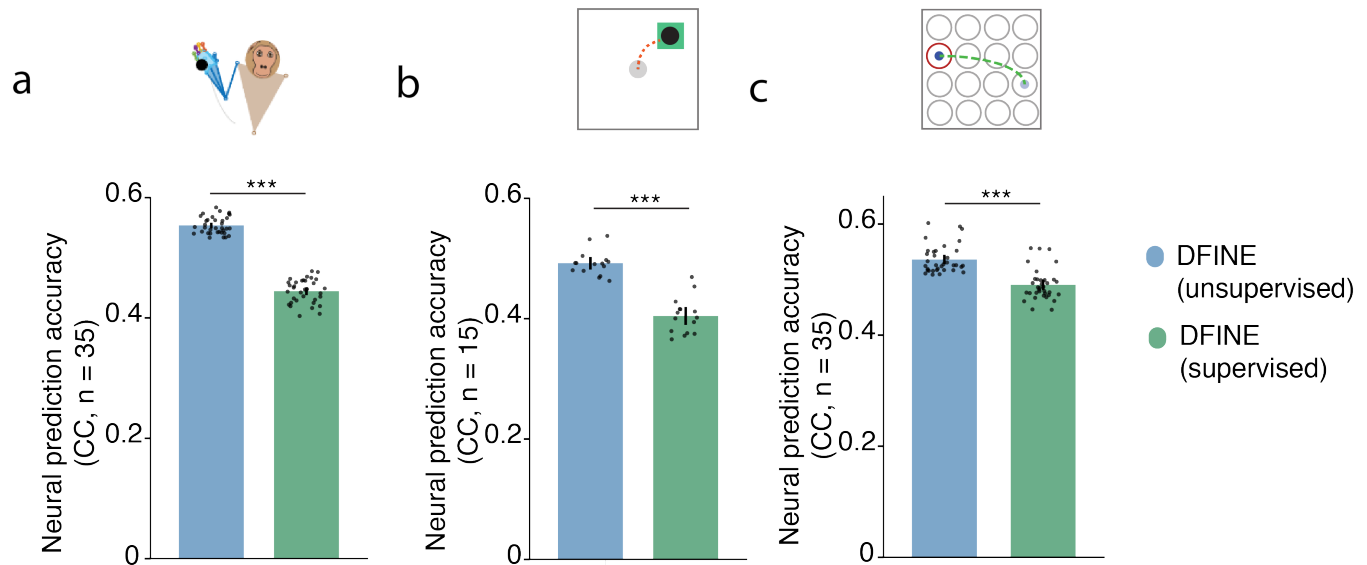 a
b
c
***
***
***
0.6
0.4
0.2
0
Neural prediction accuracy
(CC, n = 35)
0.6
0.4
0.2
0
Neural prediction accuracy
(CC, n = 15)
0.6
0.4
0.2
0
Neural prediction accuracy
(CC, n = 35)
DFINE
(unsupervised)
DFINE
(supervised)